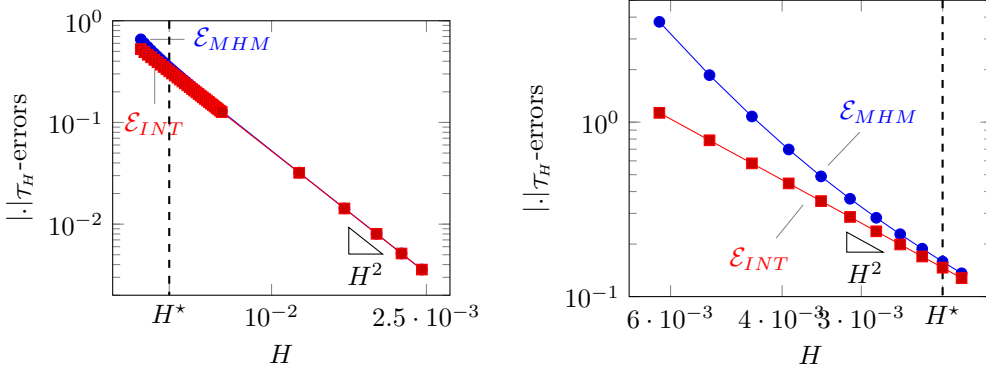 10^0
10^{-1}
10^{-2}
|.|_{\mathcal{T}_H}-errors
\mathcal{E}_{MHM}
\mathcal{E}_{INT}
H^2
H^⋆
10^{-2}
2.5 · 10^{-3}
H
10^0
10^{-1}
|.|_{\mathcal{T}_H}-errors
\mathcal{E}_{MHM}
\mathcal{E}_{INT}
H^2
6 · 10^{-3}
4 · 10^{-3}
3 · 10^{-3}
H^⋆
H